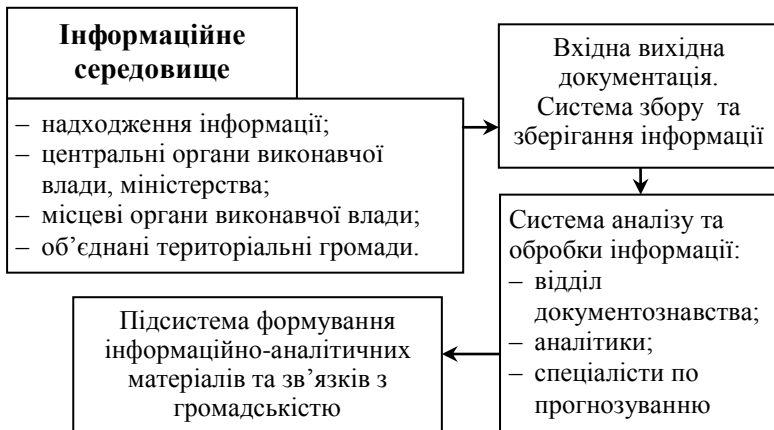 Інформаційне
середовище
– надходження інформації;
– центральні органи виконавчої
влади, міністерства;
– місцеві органи виконавчої влади;
– об’єднані територіальні громади.
Вхідна вихідна
документація.
Система збору та
зберігання інформації
Система аналізу та
обробки інформації:
– відділ
документознавства;
– аналітики;
– спеціалісти по
прогнозуванню
Підсистема формування
інформаційно-аналітичних
матеріалів та зв’язків з
громадськістю